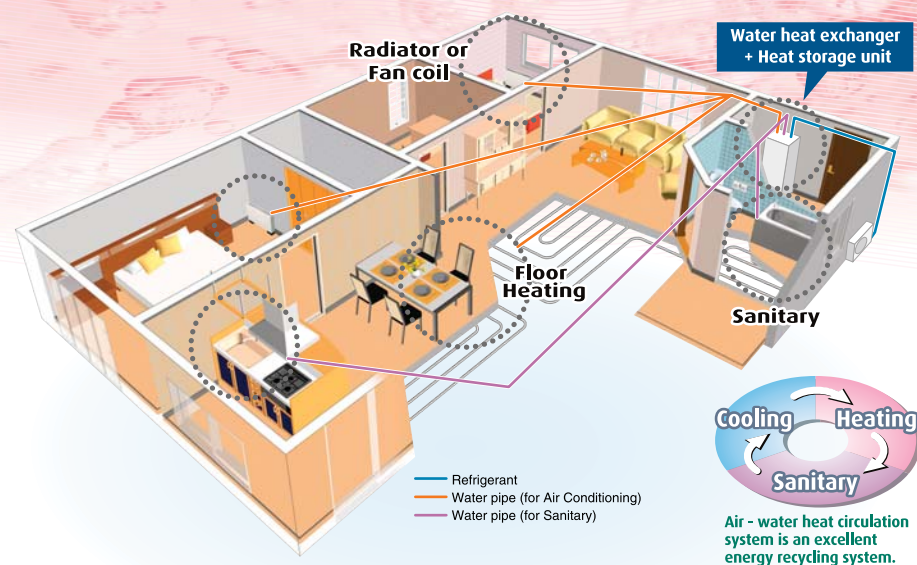 Radiator or
Fan coil
Water heat exchanger
+ Heat storage unit
Floor
Heating
Sanitary
Refrigerant
Water pipe (for Air Conditioning)
Water pipe (for Sanitary)
Cooling
Heating
Sanitary
Air - water heat circulation
system is an excellent
energy recycling system.